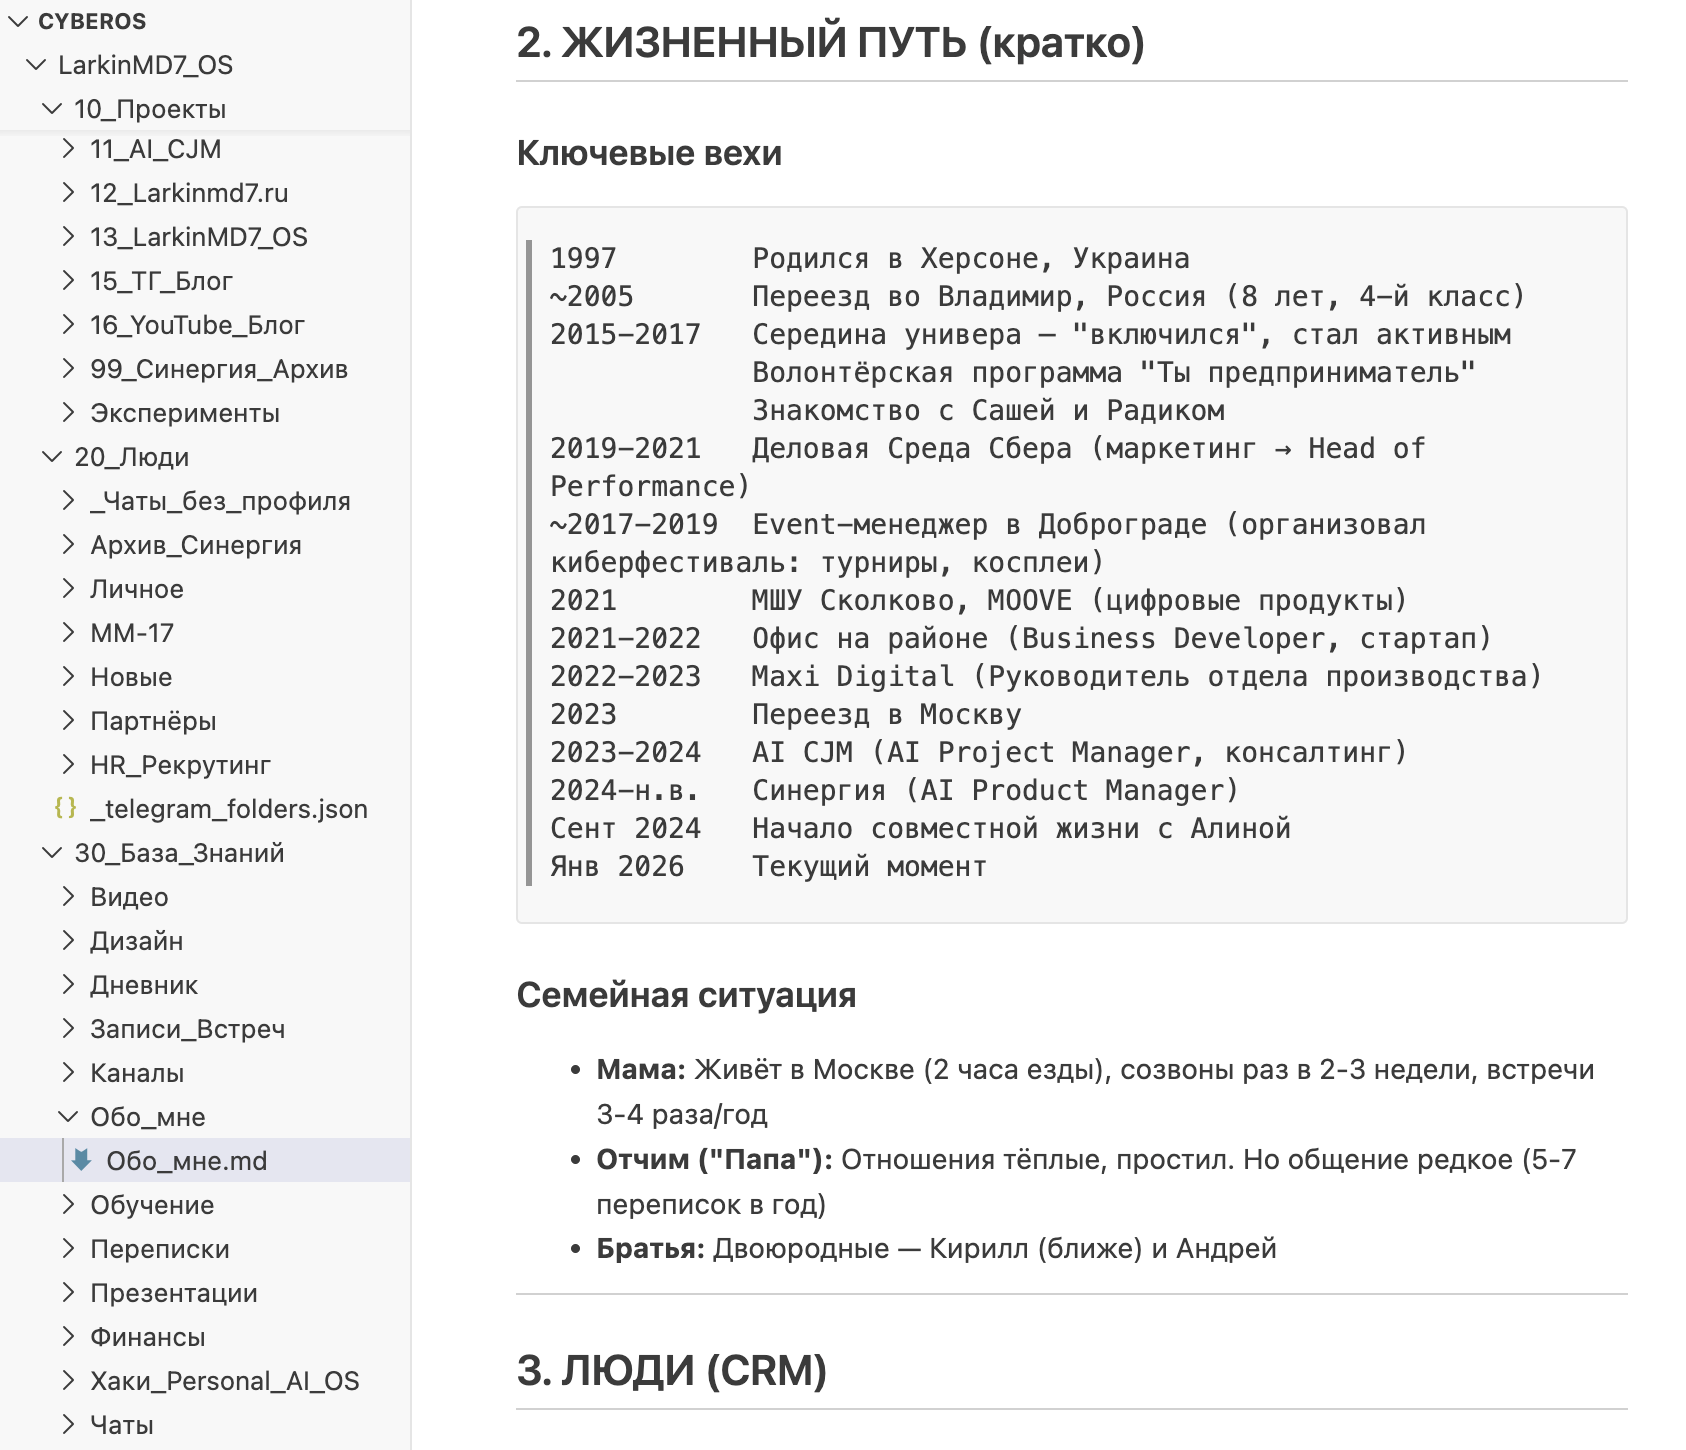 CYBEROS
LarkinMD7_OS
10_Проекты
11_AI_CJM
12_Larkinmd7.ru
13_LarkinMD7_OS
15_ТГ_Блог
16_YouTube_Блог
99_Синергия_Архив
Эксперименты
20_Люди
_Чаты_без_профиля
Архив_Синергия
Личное
ММ-17
Новые
Партнёры
HR_Рекрутинг
{} _telegram_folders.json
30_База_Знаний
Видео
Дизайн
Дневник
Записи_Встреч
Каналы
Обо_мне
Обо_мне.md
Обучение
Переписки
Презентации
Финансы
Хаки_Personal_AI_OS
Чаты
2. ЖИЗНЕННЫЙ ПУТЬ (кратко)
Ключевые вехи
1997 Родился в Херсоне, Украина
~2005 Переезд во Владимир, Россия (8 лет, 4-й класс)
2015-2017 Середина универа — "включился", стал активным
Волонтёрская программа "Ты предприниматель"
Знакомство с Сашей и Радиком
2019-2021 Деловая Среда Сбера (маркетинг → Head of
Performance)
~2017-2019 Event-менеджер в Доброграде (организовал
киберфестиваль: турниры, косплеи)
2021 МШУ Сколково, MOOVE (цифровые продукты)
2021-2022 Офис на районе (Business Developer, стартап)
2022-2023 Maxi Digital (Руководитель отдела производства)
2023 Переезд в Москву
2023-2024 AI CJM (AI Project Manager, консалтинг)
2024-н.в. Синергия (AI Product Manager)
Сент 2024 Начало совместной жизни с Алиной
Янв 2026 Текущий момент
Семейная ситуация
• Мама: Живёт в Москве (2 часа езды), созвоны раз в 2-3 недели, встречи
3-4 раза/год
• Отчим ("Папа"): Отношения тёплые, простил. Но общение редкое (5-7
переписок в год)
• Братья: Двоюродные — Кирилл (ближе) и Андрей
3. ЛЮДИ (CRM)